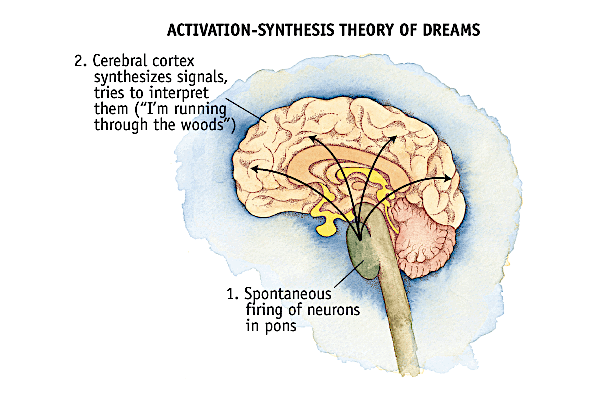 ACTIVATION-SYNTHESIS THEORY OF DREAMS
2. Cerebral cortex
synthesizes signals,
tries to interpret
them (“I’m running
through the woods”)
1. Spontaneous
firing of neurons
in pons